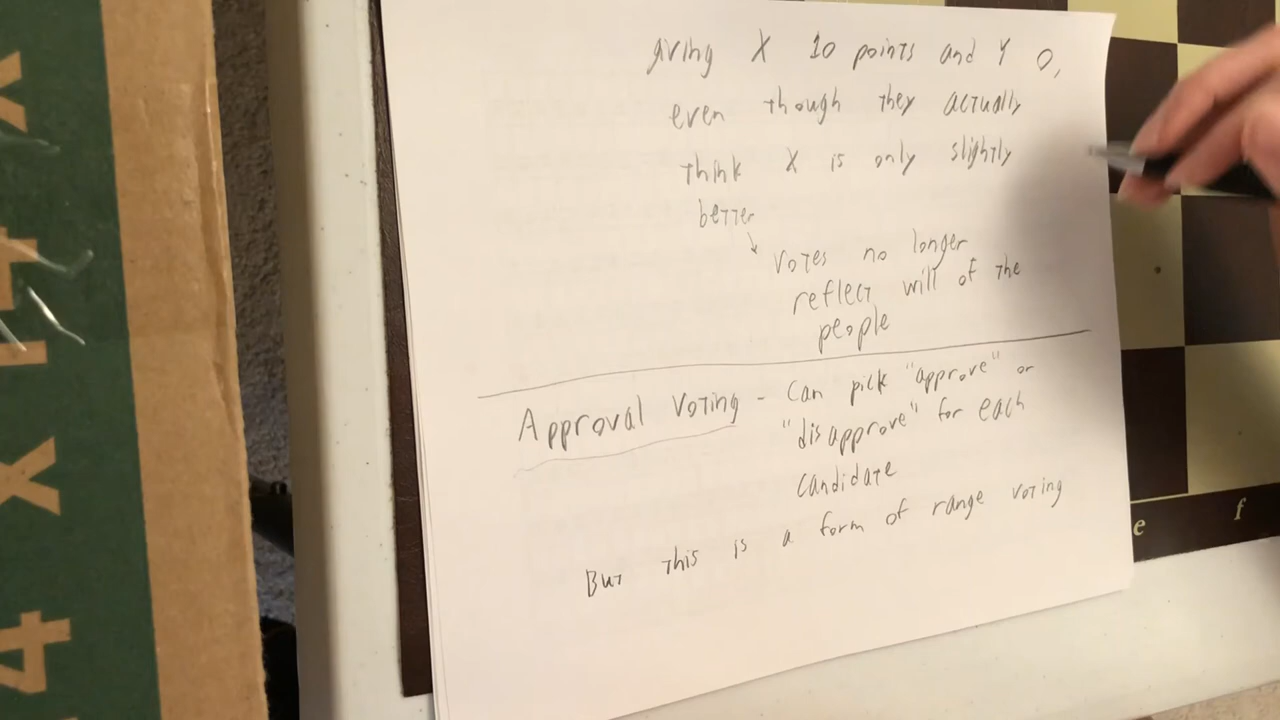 giving X 10 points and Y 0,
even though they actually
think X is only slightly
better
votes no longer
reflect will of the
people
Approval Voting - Can pick "approve" or
"disapprove" for each
candidate
But this is a form of range voting
e f
4 X 14 X